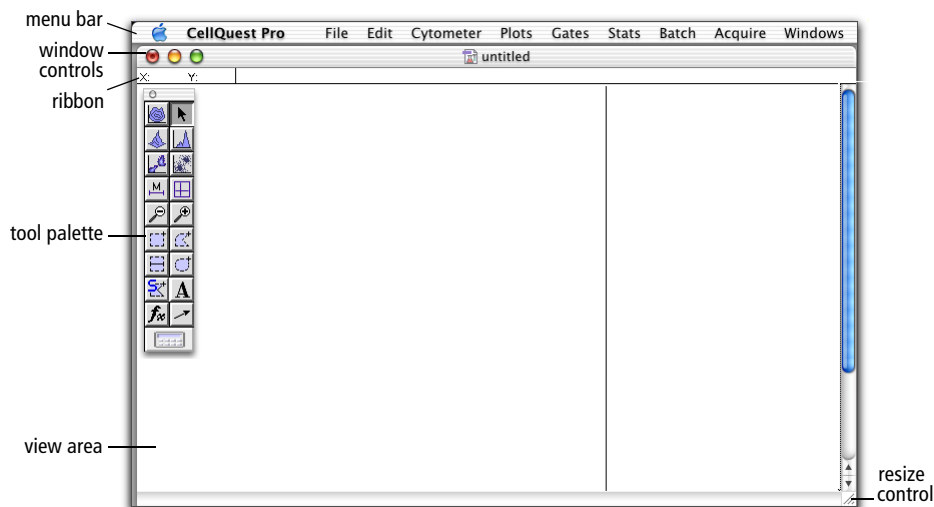 menu bar
CellQuest Pro File Edit Cytometer Plots Gates Stats Batch Acquire Windows
window
controls
untitled
X: Y:
ribbon
M
tool palette
S
A
fx
view area
resize
control